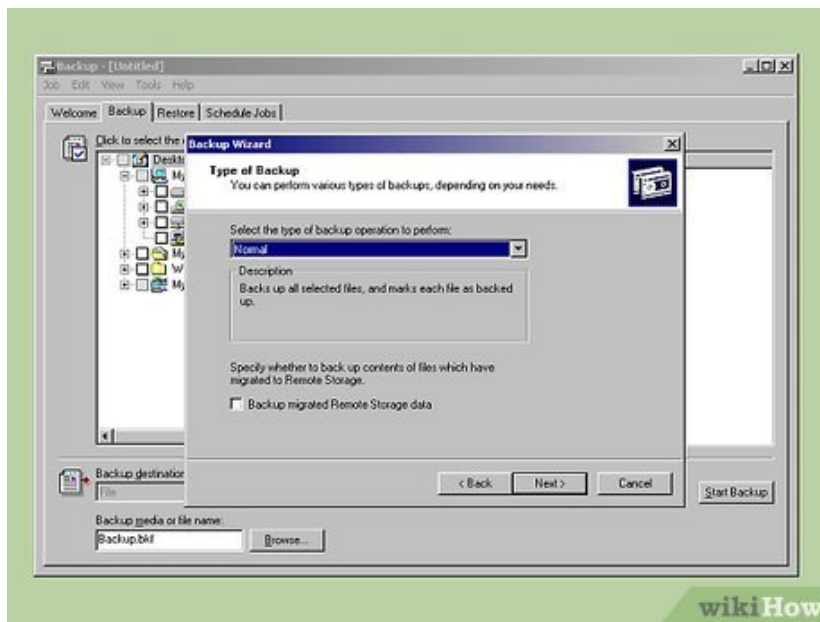 Backup - [Untitled]
Job Edit View Tools Help
Welcome Backup Restore Schedule Jobs
Click to select the
Backup Wizard
Type of Backup
You can perform various types of backups, depending on your needs.
Select the type of backup operation to perform:
Normal
Description
Backs up all selected files, and marks each file as backed
up.
Specify whether to back up contents of files which have
migrated to Remote Storage.
Backup migrated Remote Storage data
< Back Next > Cancel
Backup destination
File
Start Backup
Backup media or file name:
Backup.bkf
Browse...
wikiHow